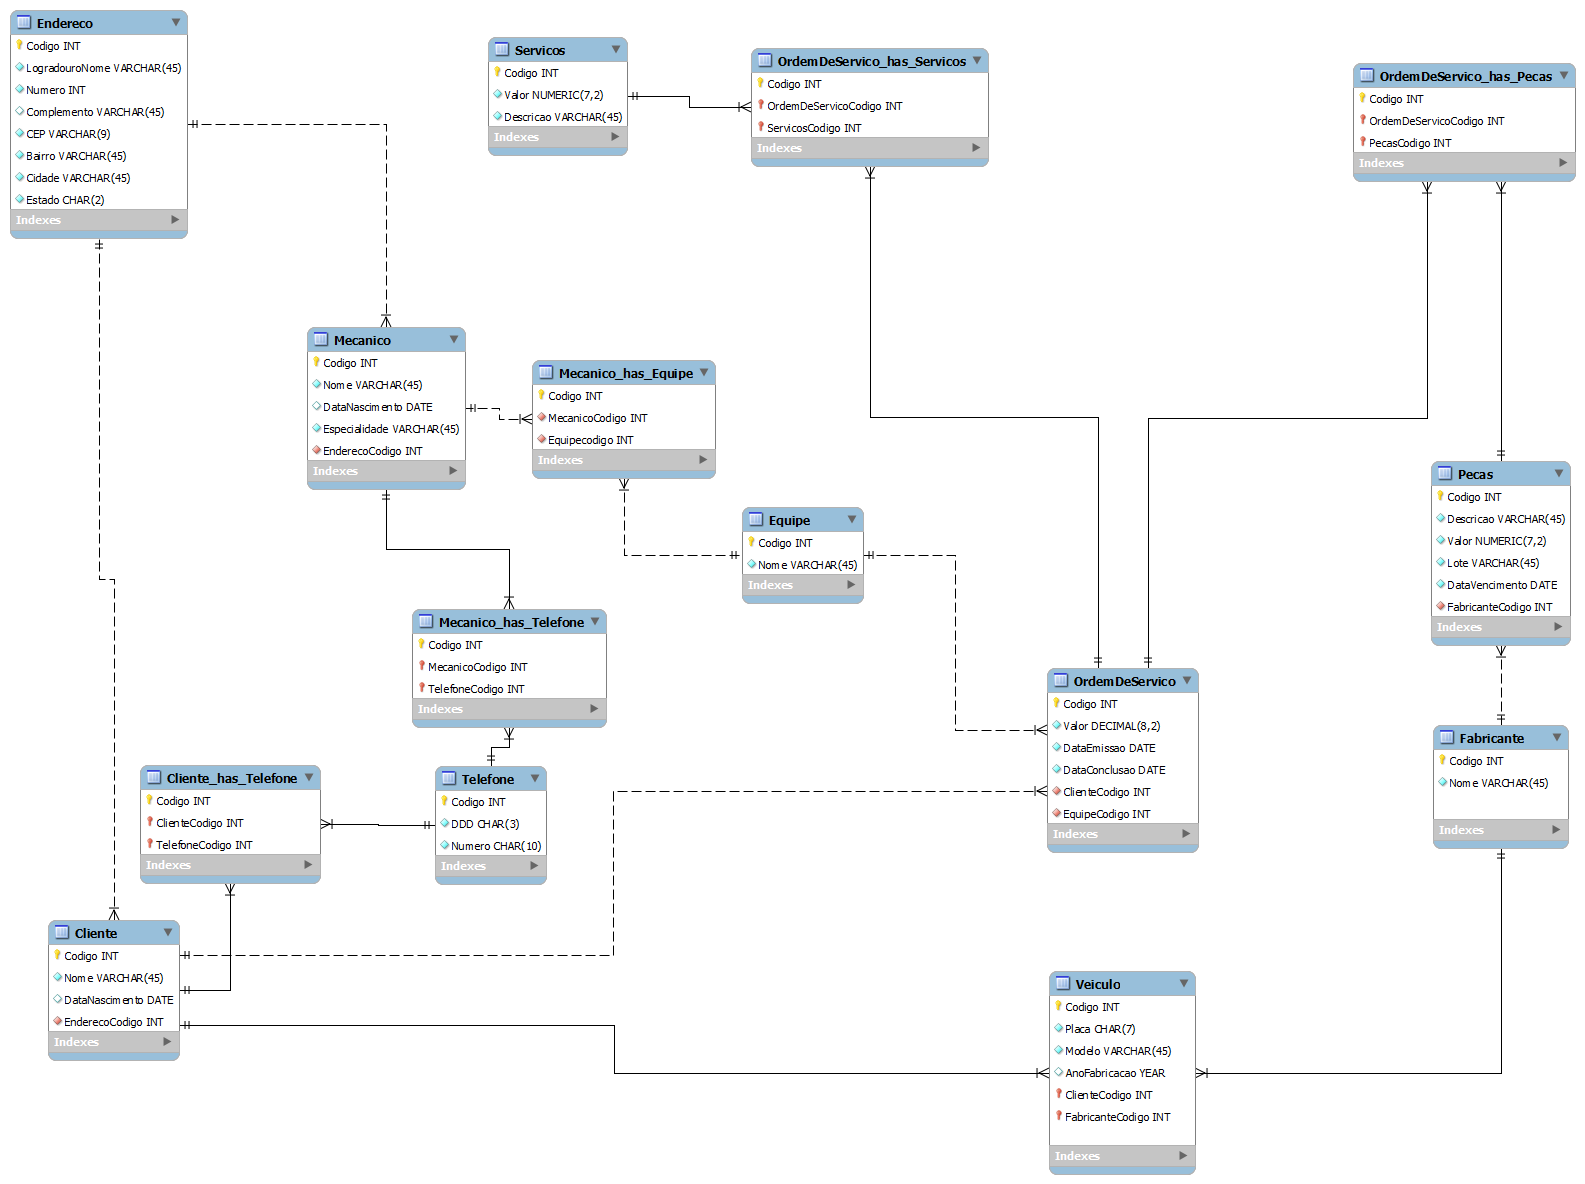 Endereco
Codigo INT
LogradouroNome VARCHAR(45)
Numero INT
Complemento VARCHAR(45)
CEP VARCHAR(9)
Bairro VARCHAR(45)
Cidade VARCHAR(45)
Estado CHAR(2)
Indexes
Servicos
Codigo INT
Valor NUMERIC(7,2)
Descricao VARCHAR(45)
Indexes
OrdemDeServico_has_Servicos
Codigo INT
OrdemDeServicoCodigo INT
ServicosCodigo INT
Indexes
OrdemDeServico_has_Pecas
Codigo INT
OrdemDeServicoCodigo INT
PecasCodigo INT
Indexes
Mecanico
Codigo INT
Nome VARCHAR(45)
DataNascimento DATE
Especialidade VARCHAR(45)
EnderecoCodigo INT
Indexes
Mecanico_has_Equipe
Codigo INT
MecanicoCodigo INT
Equipecodigo INT
Indexes
Equipe
Codigo INT
Nome VARCHAR(45)
Indexes
Pecas
Codigo INT
Descricao VARCHAR(45)
Valor NUMERIC(7,2)
Lote VARCHAR(45)
DataVencimento DATE
FabricanteCodigo INT
Indexes
Mecanico_has_Telefone
Codigo INT
MecanicoCodigo INT
TelefoneCodigo INT
Indexes
OrdemDeServico
Codigo INT
Valor DECIMAL(8,2)
DataEmissao DATE
DataConclusao DATE
ClienteCodigo INT
EquipeCodigo INT
Indexes
Fabricante
Codigo INT
Nome VARCHAR(45)
Indexes
Cliente_has_Telefone
Codigo INT
ClienteCodigo INT
TelefoneCodigo INT
Indexes
Telefone
Codigo INT
DDD CHAR(3)
Numero CHAR(10)
Indexes
Cliente
Codigo INT
Nome VARCHAR(45)
DataNascimento DATE
EnderecoCodigo INT
Indexes
Veiculo
Codigo INT
Placa CHAR(7)
Modelo VARCHAR(45)
AnoFabricacao YEAR
ClienteCodigo INT
FabricanteCodigo INT
Indexes